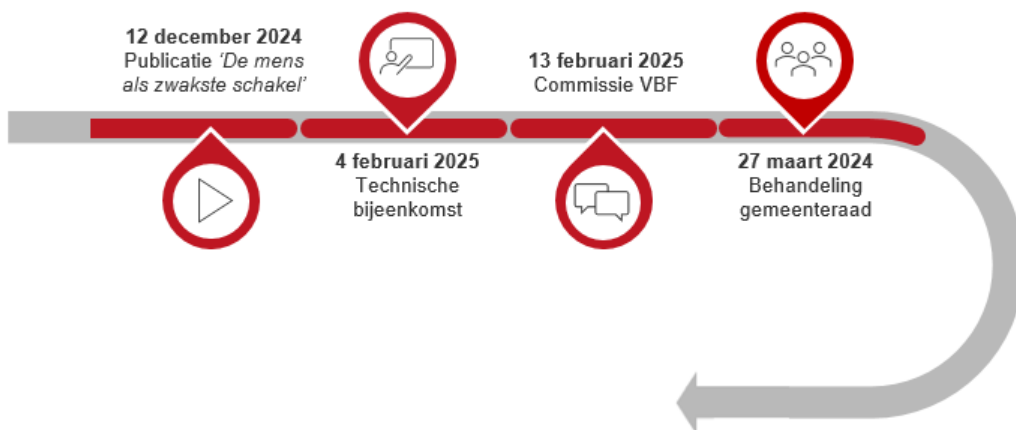 12 december 2024
Publicatie ‘De mens
als zwakste schakel’
4 februari 2025
Technische
bijeenkomst
13 februari 2025
Commissie VBF
27 maart 2024
Behandeling
gemeenteraad